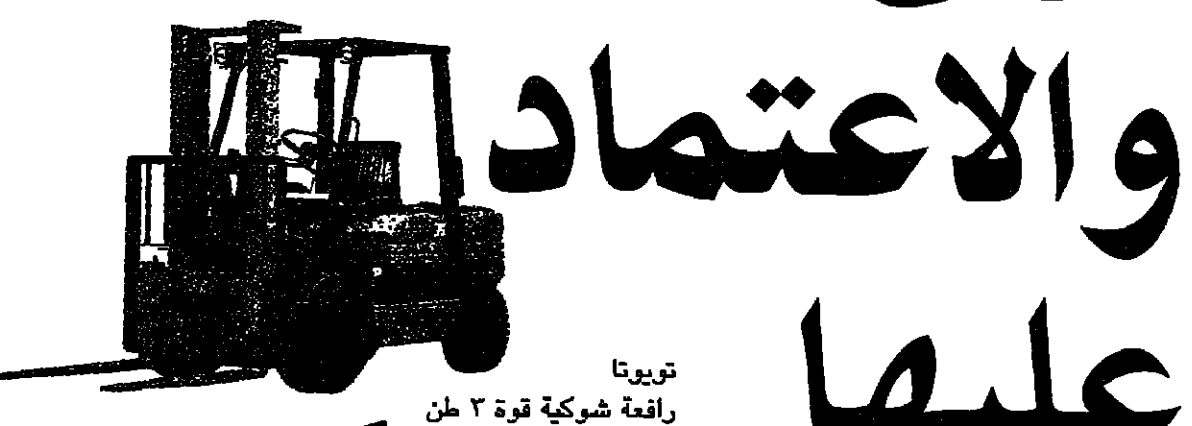 والاعتماد
عليها
تويوتا
رافعة شوكية قوة ٣ طن